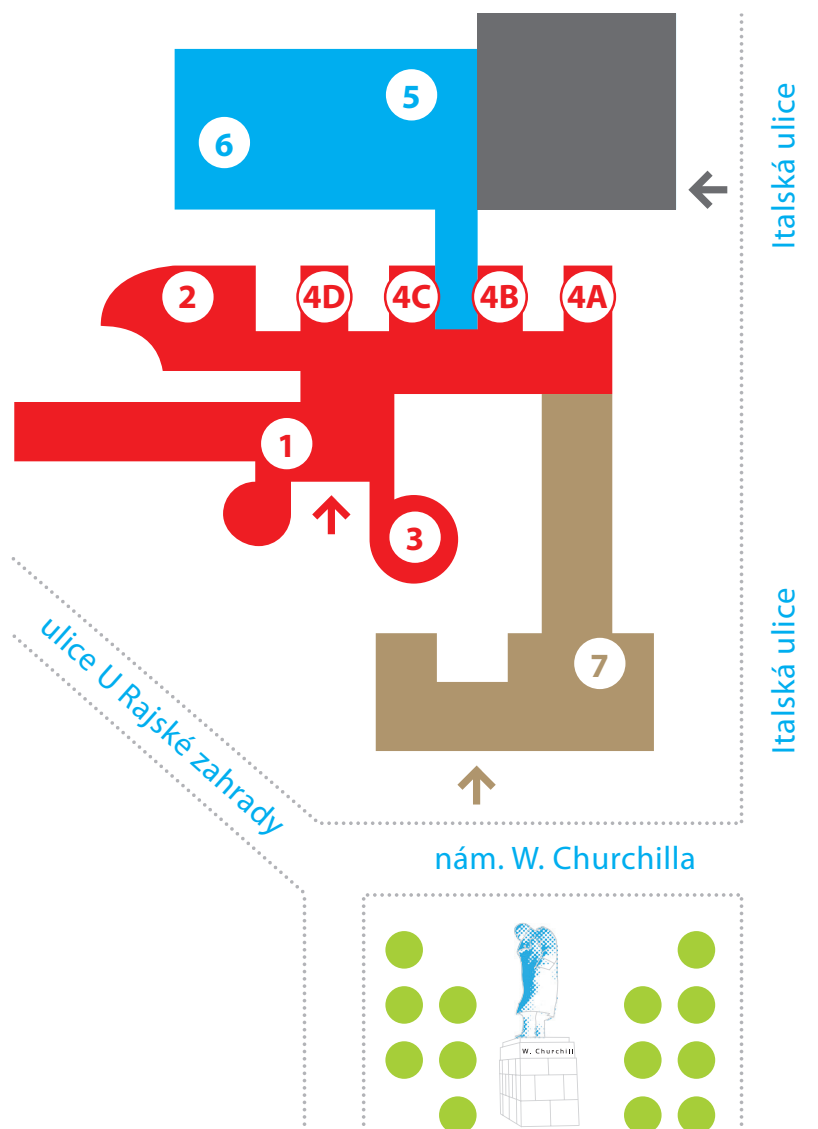 5
6
Italská ulice
2
4D
4C
4B
4A
1
3
ulice U Rajské zahrady
7
Italská ulice
nám. W. Churchilla
W. Churchill